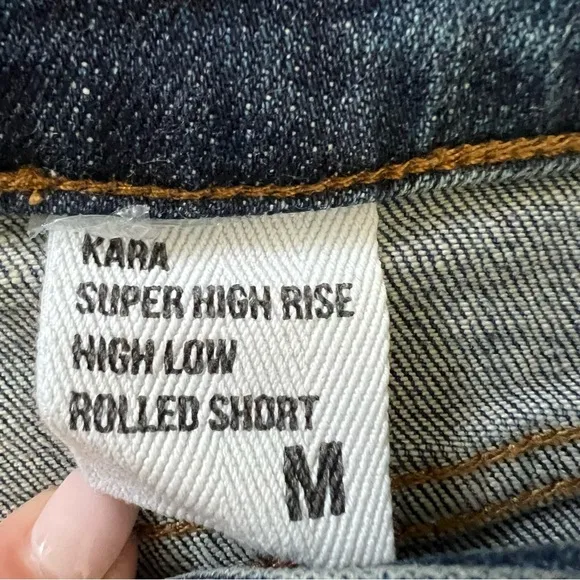 KARA
SUPER HIGH RISE
HIGH LOW
ROLLED SHORT
M